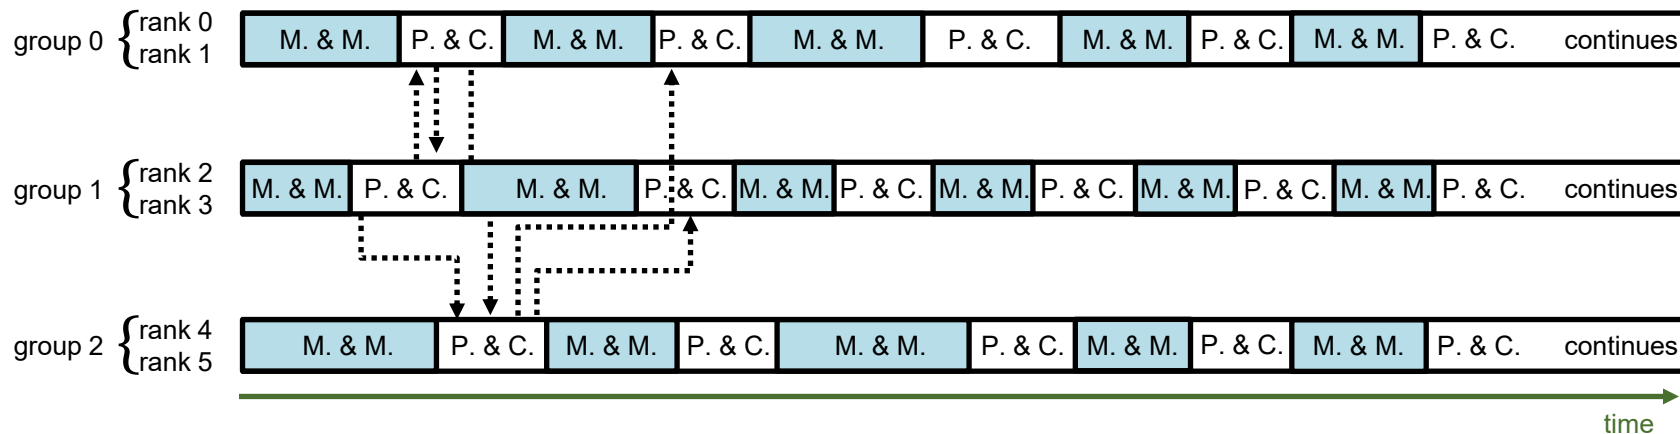 group 0 { rank 0
rank 1
M. & M. P. & C. M. & M. P. & C. M. & M. P. & C. M. & M. P. & C. M. & M. P. & C. continues
group 1 { rank 2
rank 3
M. & M. P. & C. M. & M. P. & C. M. & M. P. & C. M. & M. P. & C. M. & M. P. & C. M. & M. P. & C. continues
group 2 { rank 4
rank 5
M. & M. P. & C. M. & M. P. & C. M. & M. P. & C. M. & M. P. & C. M. & M. P. & C. continues
time